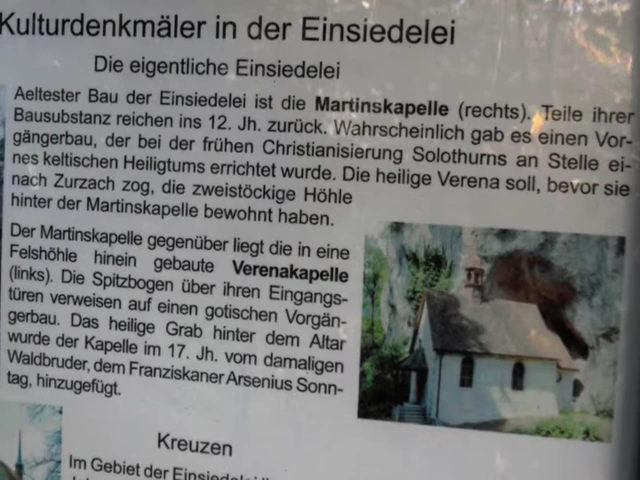 Kulturdenkmäler in der Einsiedelei
Die eigentliche Einsiedelei
Aeltester Bau der Einsiedelei ist die Martinskapelle (rechts). Teile ihrer
Bausubstanz reichen ins 12. Jh. zurück. Wahrscheinlich gab es einen Vor-
gängerbau, der bei der frühen Christianisierung Solothurns an Stelle ei-
nes keltischen Heiligtums errichtet wurde. Die heilige Verena soll, bevor sie
nach Zurzach zog, die zweistöckige Höhle
hinter der Martinskapelle bewohnt haben.
Der Martinskapelle gegenüber liegt die in eine
Felshöhle hinein gebaute Verenakapelle
(links). Die Spitzbogen über ihren Eingangs-
türen verweisen auf einen gotischen Vorgän-
gerbau. Das heilige Grab hinter dem Altar
wurde der Kapelle im 17. Jh. vom damaligen
Waldbruder, dem Franziskaner Arsenius Sonn-
tag, hinzugefügt.
Kreuzen
Im Gebiet der